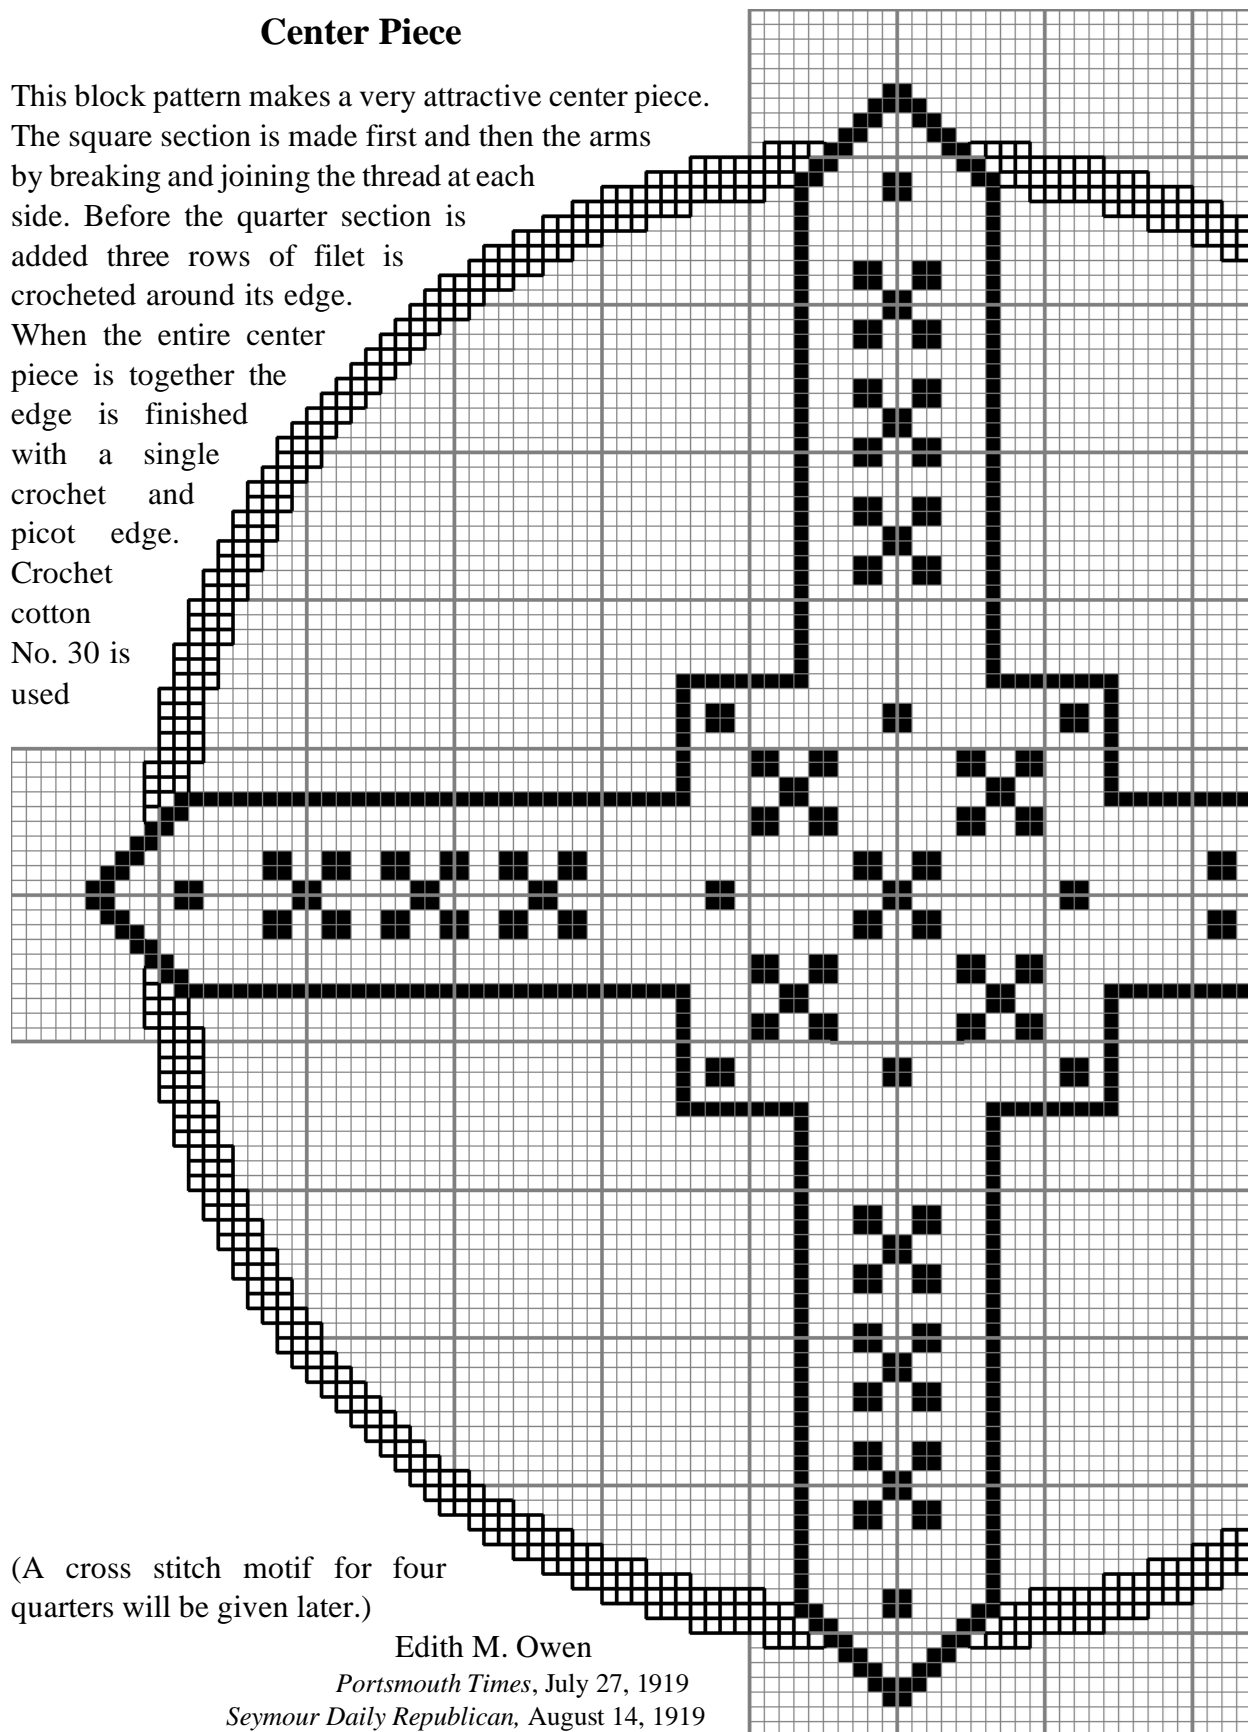 Center Piece
This block pattern makes a very attractive center piece.
The square section is made first and then the arms
by breaking and joining the thread at each
side. Before the quarter section is
added three rows of filet is
crocheted around its edge.
When the entire center
piece is together the
edge is finished
with a single
crochet and
picot edge.
Crochet
cotton
No. 30 is
used
(A cross stitch motif for four
quarters will be given later.)
Edith M. Owen
Portsmouth Times, July 27, 1919
Seymour Daily Republican, August 14, 1919